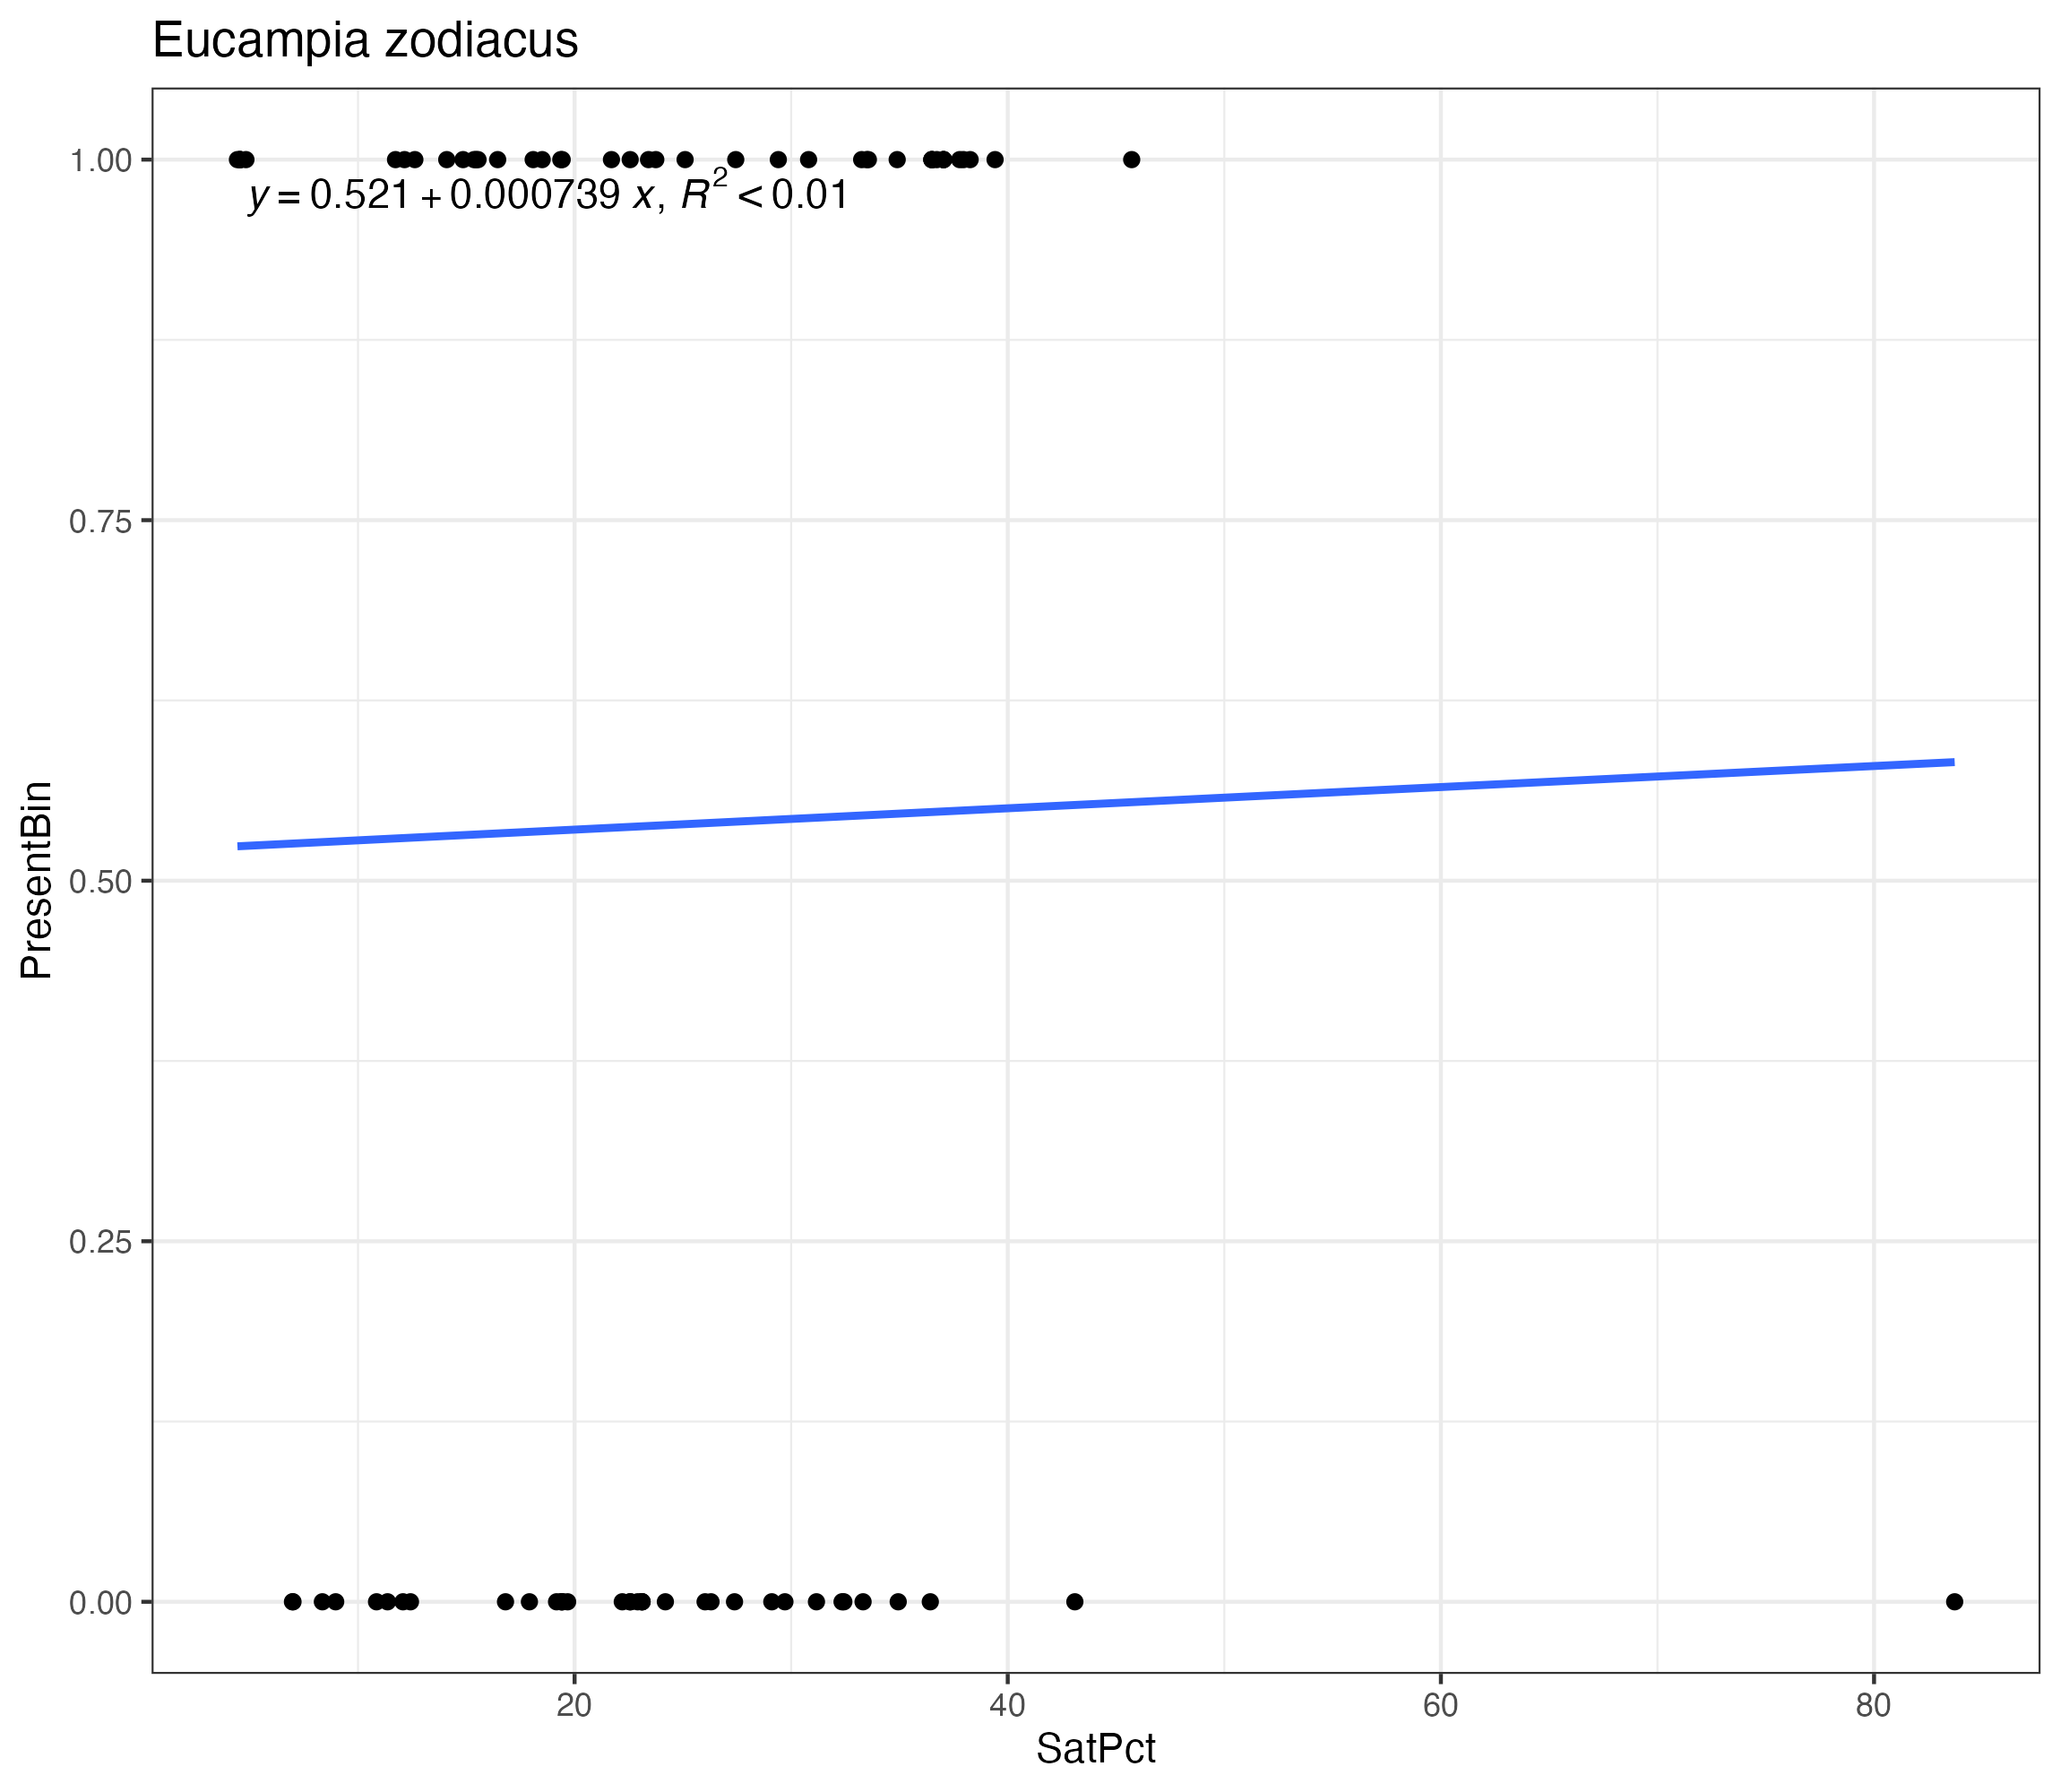 Eucampia zodiacus
1.00
y = 0.521 + 0.000739 x, R² < 0.01
0.75
0.50
0.25
0.00
PresentBin
20 40 60 80
SatPct